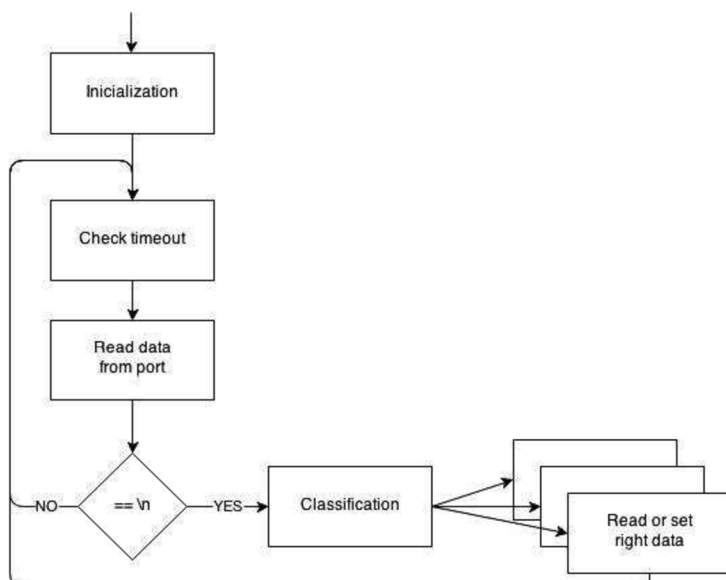 Inicialization
Check timeout
Read data
from port
== \n
NO
YES
Classification
Read or set
right data